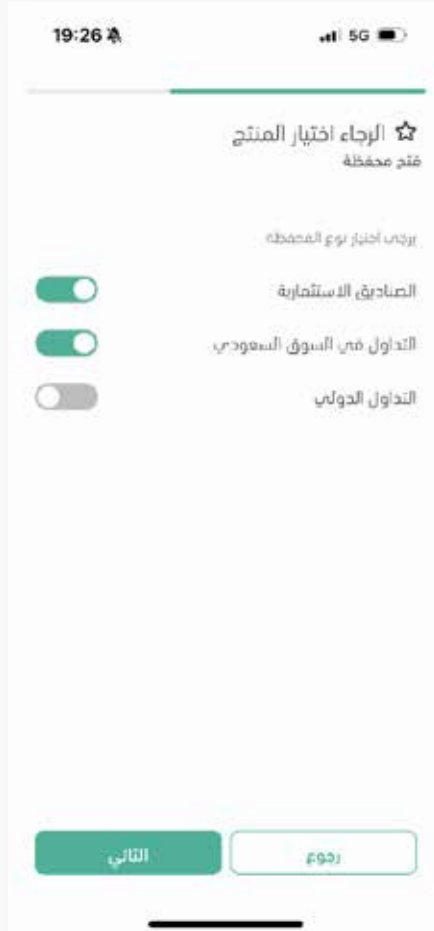 19:26 5G
الرجاء اختيار المنتج
فتح محفظة
يرجى اختيار نوع المحفظة
الصناديق الاستثمارية
التداول في السوق السعودي
التداول الدولي
رجوع
التالي